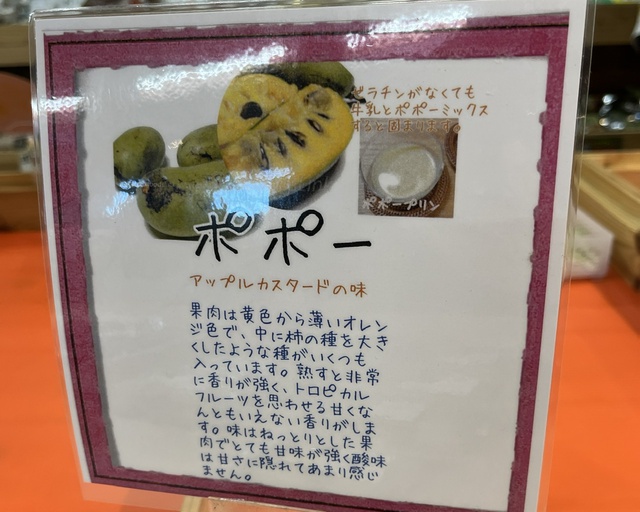 ゼラチンがなくても
牛乳とポポーミックス
すると固まります。
ポポープリン
ポポー
アップルカスタードの味
果肉は黄色から薄いオレン
ジ色で、中に柿の種を大き
くしたような種がいくつも
入っています。熟すと非常
に香りが強く、トロピカル
フルーツを思わせる甘くな
んともいえない香りがしま
す。味はねっとりとした果
肉でとても甘味が強く酸味
は甘さに隠れてあまり感じ
ません。